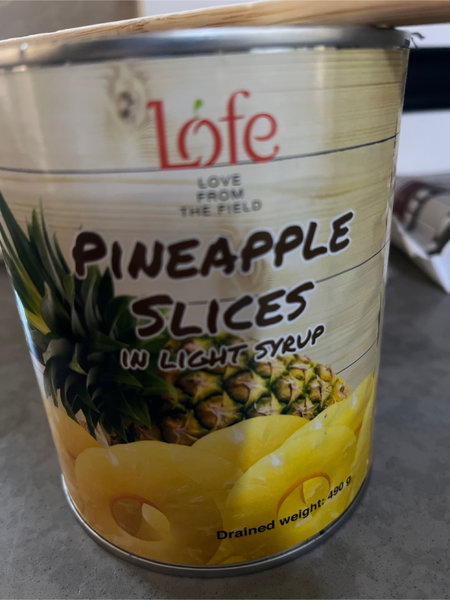 Lofe
LOVE
FROM
THE FIELD
PINEAPPLE
SLICES
IN LIGHT SYRUP
Drained weight: 490 g